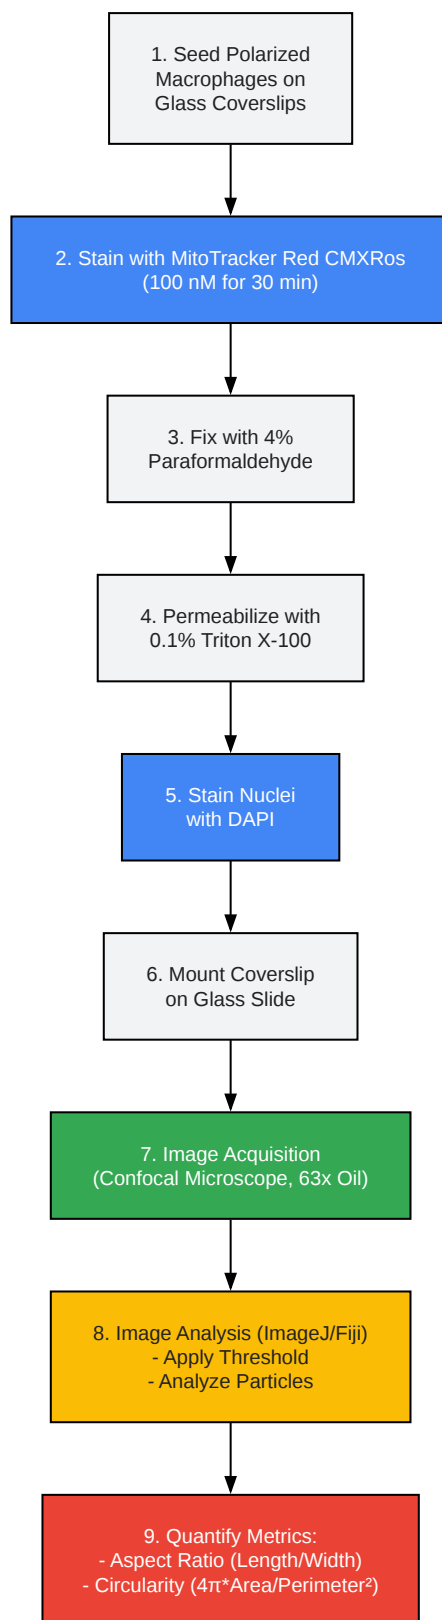 1. Seed Polarized
Macrophages on
Glass Coverslips
2. Stain with MitoTracker Red CMXRos
(100 nM for 30 min)
3. Fix with 4%
Paraformaldehyde
4. Permeabilize with
0.1% Triton X-100
5. Stain Nuclei
with DAPI
6. Mount Coverslip
on Glass Slide
7. Image Acquisition
(Confocal Microscope, 63x Oil)
8. Image Analysis (ImageJ/Fiji)
- Apply Threshold
- Analyze Particles
9. Quantify Metrics:
- Aspect Ratio (Length/Width)
- Circularity (4π*Area/Perimeter²)